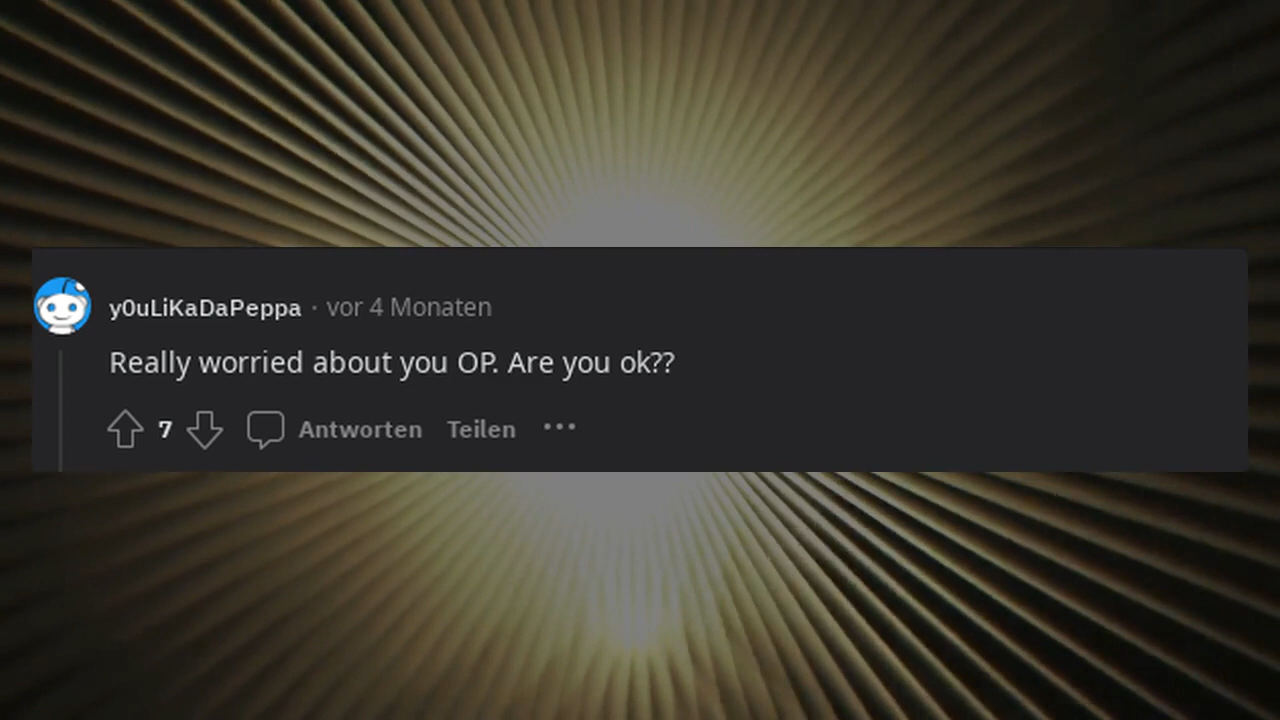 y0uLiKaDaPeppa · vor 4 Monaten
Really worried about you OP. Are you ok??
7 Antworten Teilen ···